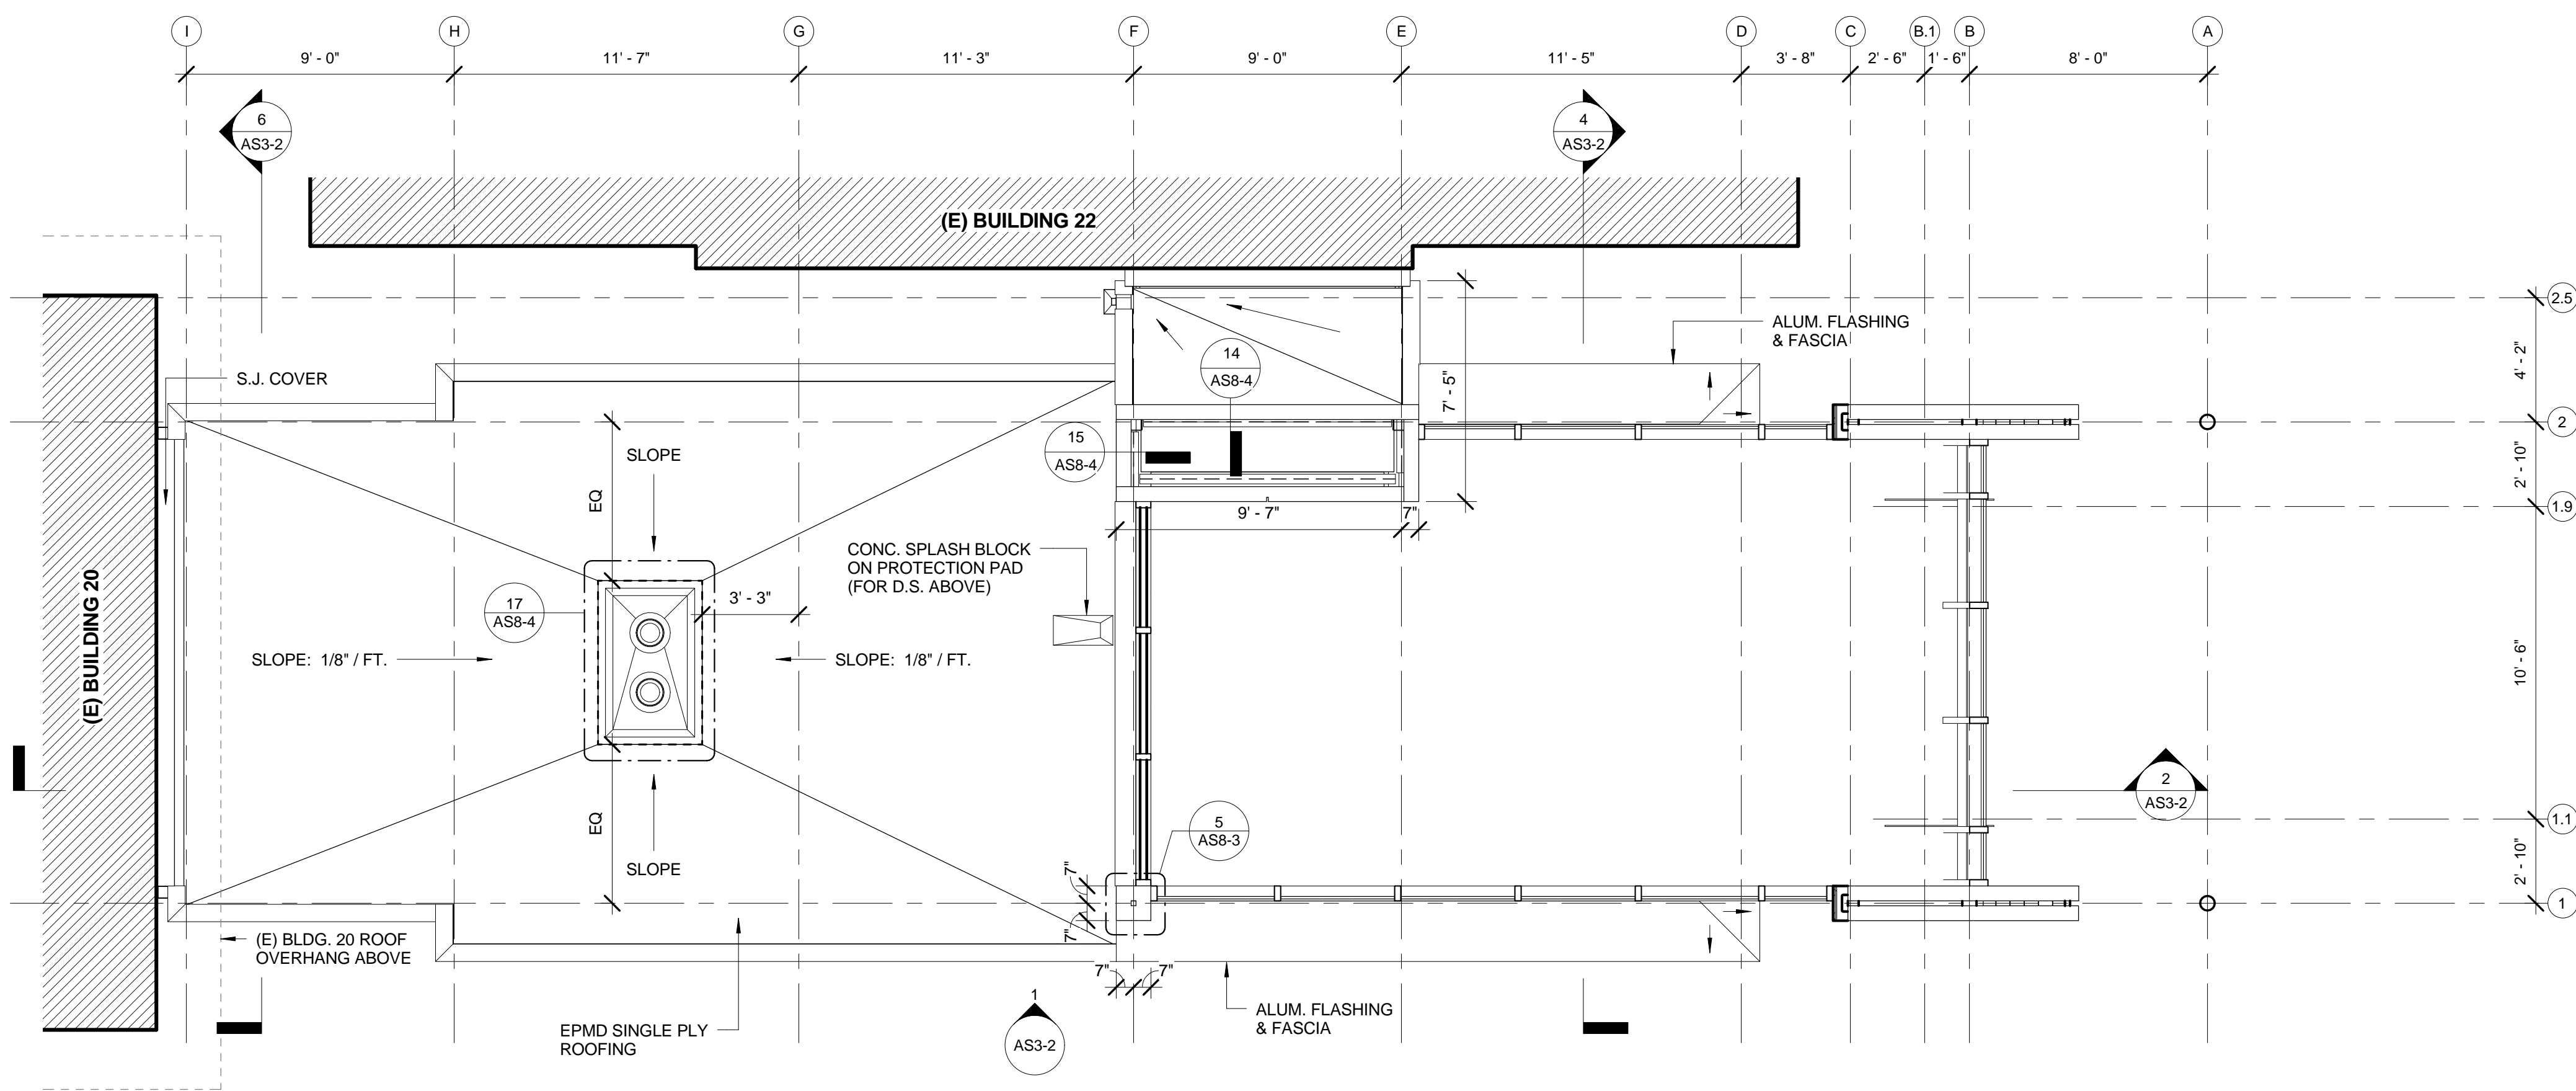 I
H
G
F
E
D
C
B.1
B
A
9' - 0"
11' - 7"
11' - 3"
9' - 0"
11' - 5"
3' - 8"
2' - 6"
1' - 6"
8' - 0"
6
AS3-2
4
AS3-2
(E) BUILDING 22
2.5
ALUM. FLASHING
& FASCIA
4' - 2"
14
AS8-4
S.J. COVER
7' - 5"
2
15
AS8-4
SLOPE
EQ
2' - 10"
1.9
9' - 7"
7"
CONC. SPLASH BLOCK
ON PROTECTION PAD
(FOR D.S. ABOVE)
17
AS8-4
3' - 3"
(E) BUILDING 20
SLOPE: 1/8" / FT.
SLOPE: 1/8" / FT.
10' - 6"
2
AS3-2
5
AS8-3
EQ
1.1
SLOPE
7"
2' - 10"
1
7"
(E) BLDG. 20 ROOF
OVERHANG ABOVE
7"
7"
1
AS3-2
ALUM. FLASHING
& FASCIA
EPMD SINGLE PLY
ROOFING